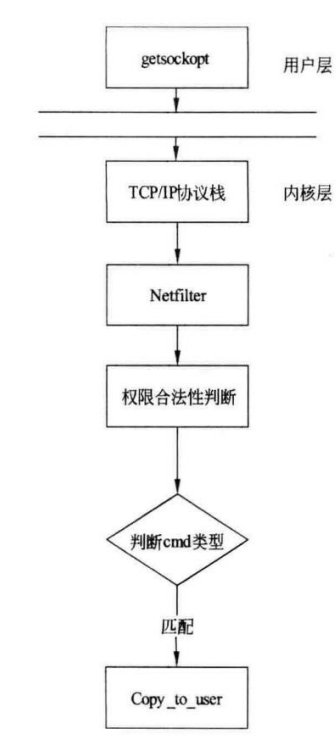 getsockopt
用户层
TCP/IP协议栈
内核层
Netfilter
权限合法性判断
判断cmd类型
匹配
Copy_to_user